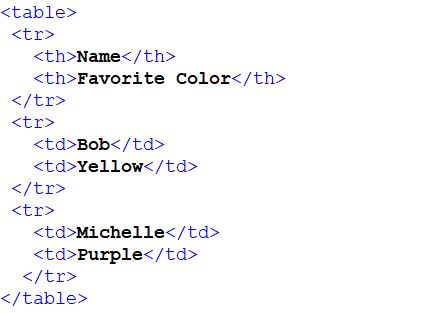 <table>
<tr>
<th>Name</th>
<th>Favorite Color</th>
</tr>
<tr>
<td>Bob</td>
<td>Yellow</td>
</tr>
<tr>
<td>Michelle</td>
<td>Purple</td>
</tr>
</table>